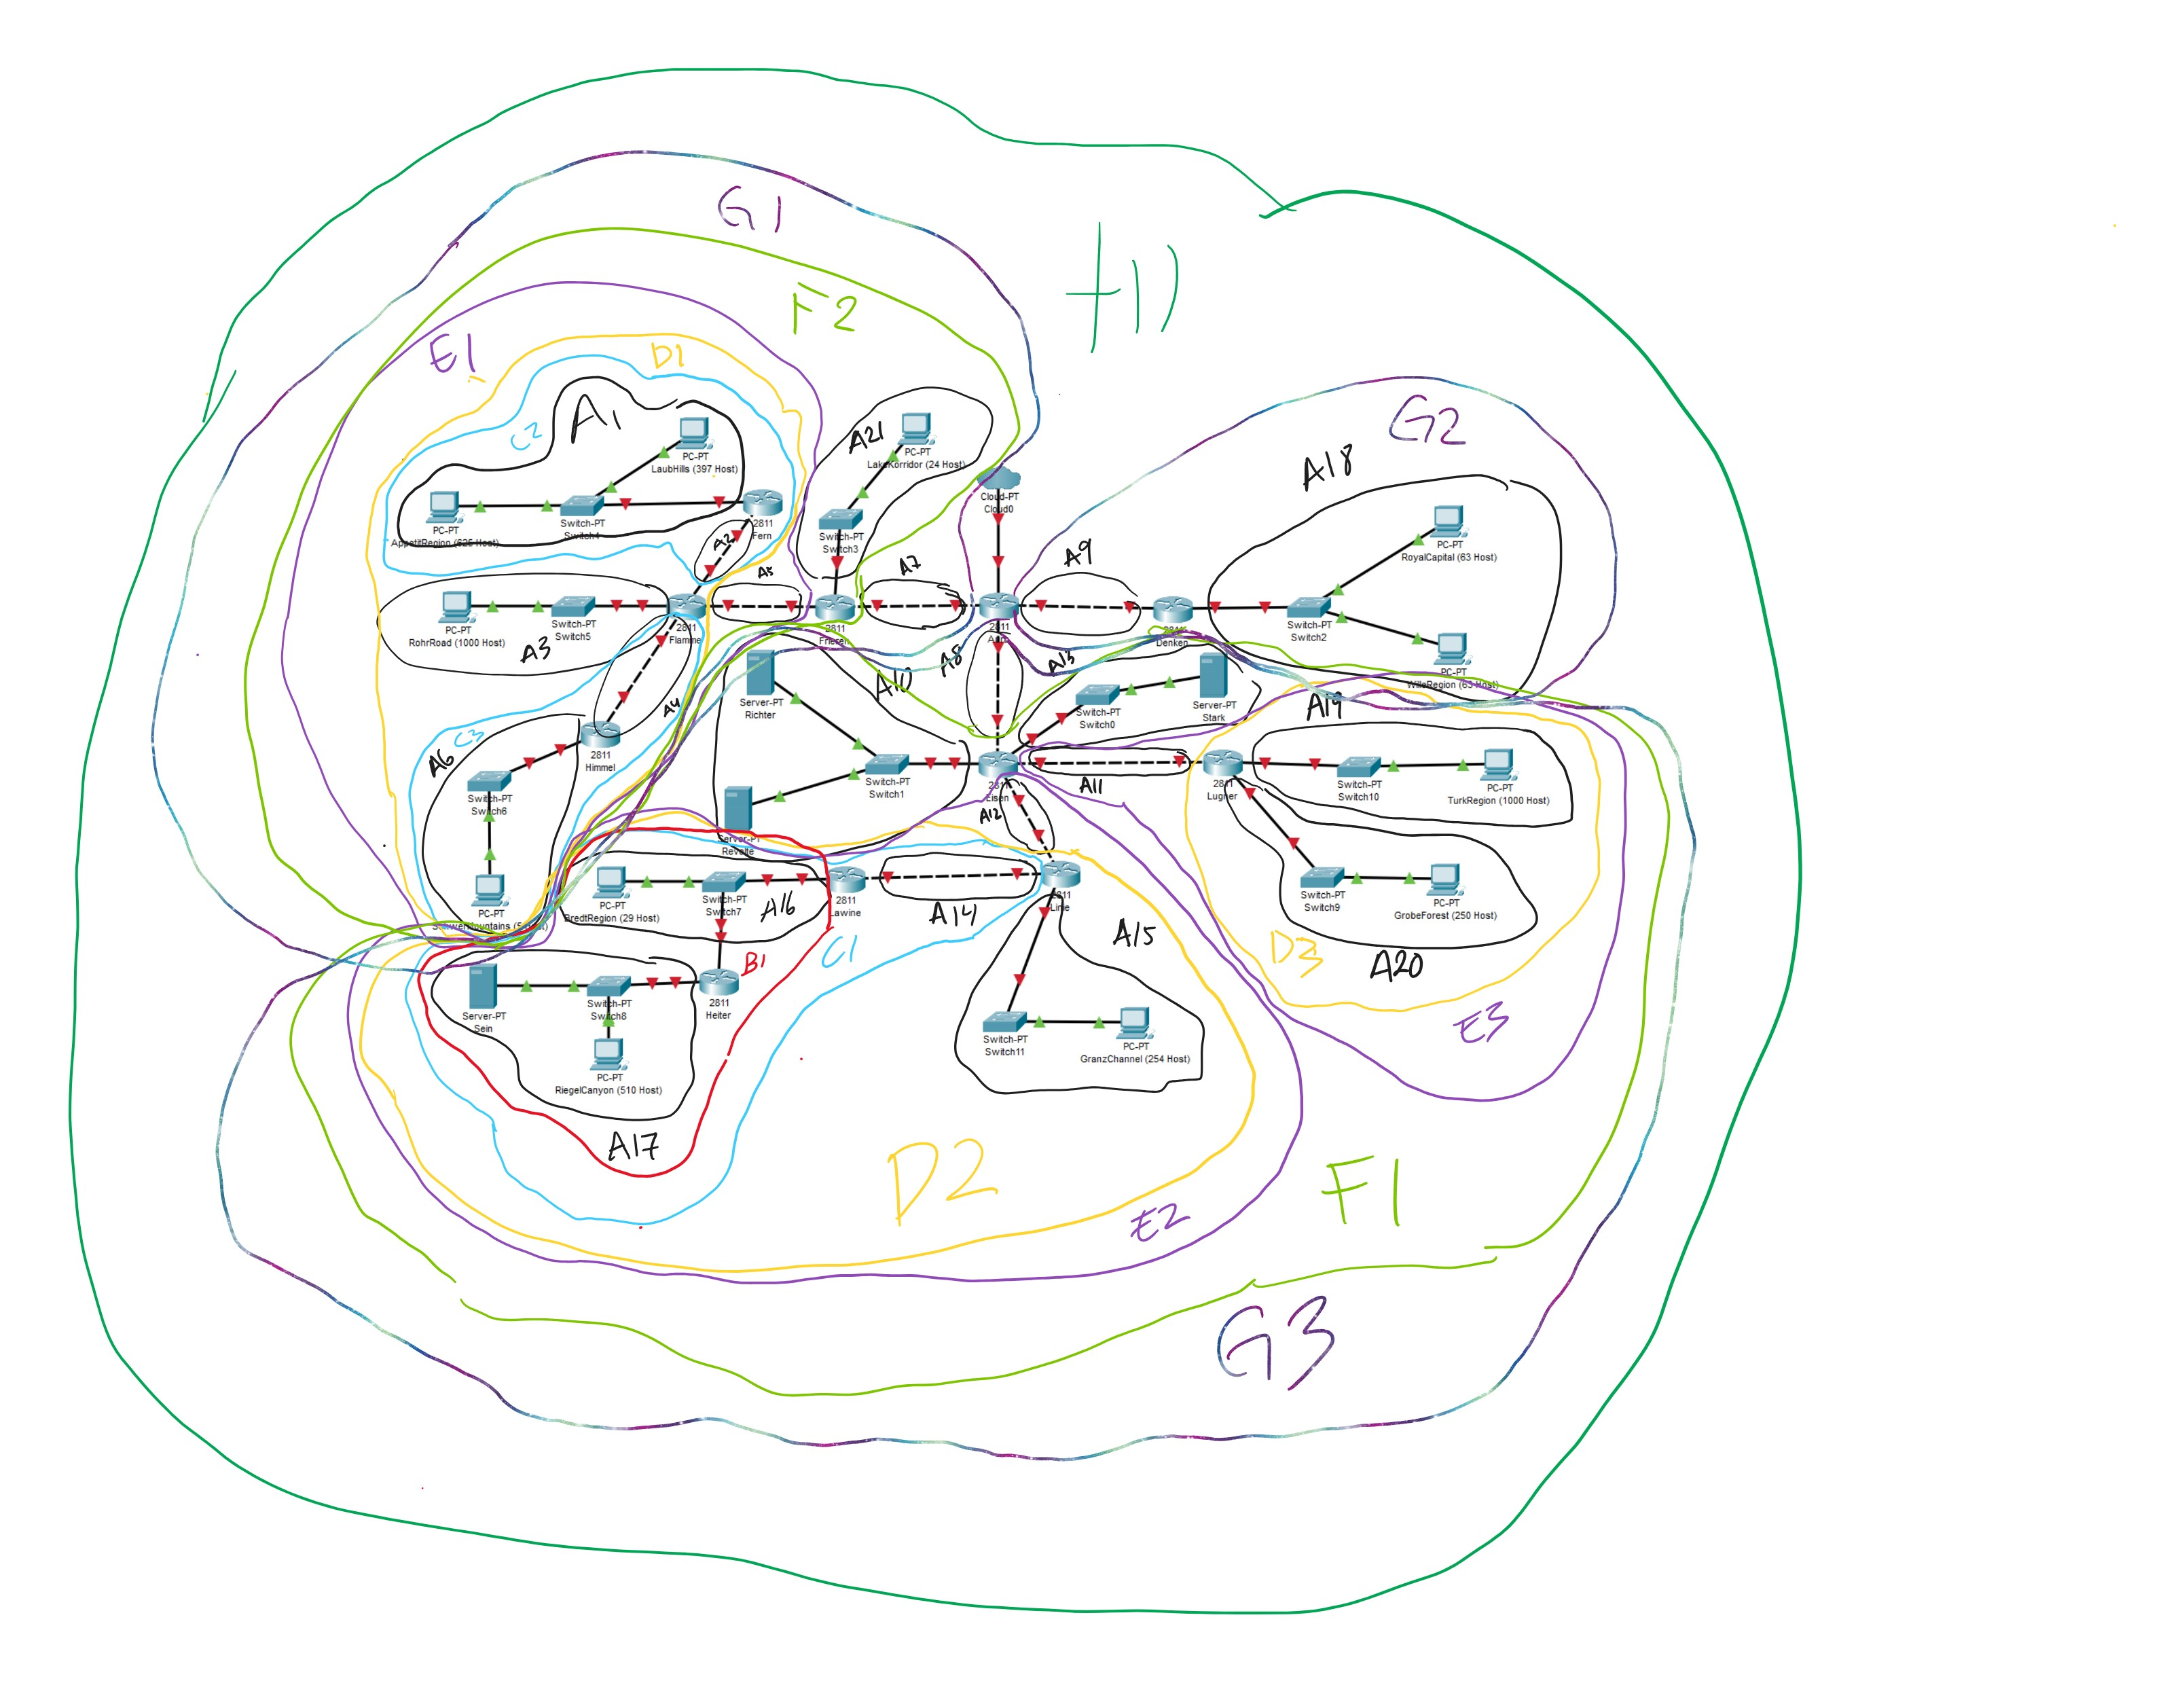 G1
H1
F2
E1
D1
G2
C2
A1
A21
PC-PT
LakeKorridor (24 Host)
A18
PC-PT
LaubHills (397 Host)
Cloud-PT
Cloud0
PC-PT
AppetitRegion (625 Host)
Switch-PT
Switch4
2811
Fern
Switch-PT
Switch3
PC-PT
RoyalCapital (63 Host)
A2
A5
A7
A9
PC-PT
RohrRoad (1000 Host)
Switch-PT
Switch5
A3
2811
Flamme
2811
Frieren
2811
2811
Denken
Switch-PT
Switch2
PC-PT
WilleRegion (63 Host)
A4
A10
A8
A13
Server-PT
Richter
Switch-PT
Switch0
Server-PT
Stark
A19
C3
A6
2811
Himmel
Switch-PT
Switch6
Switch-PT
Switch1
2811
Eisen
A11
2811
Lugner
Switch-PT
Switch10
PC-PT
TurkRegion (1000 Host)
A12
Server-PT
Revolte
PC-PT
PC-PT
BredtRegion (29 Host)
Switch-PT
Switch7
A16
2811
Lawine
A14
2811
Linie
Switch-PT
Switch9
PC-PT
GrobeForest (250 Host)
A15
D3
A20
B1
C1
Server-PT
Sein
Switch-PT
Switch8
2811
Heiter
Switch-PT
Switch11
PC-PT
GranzChannel (254 Host)
E3
PC-PT
RiegelCanyon (510 Host)
A17
D2
E2
F1
G3